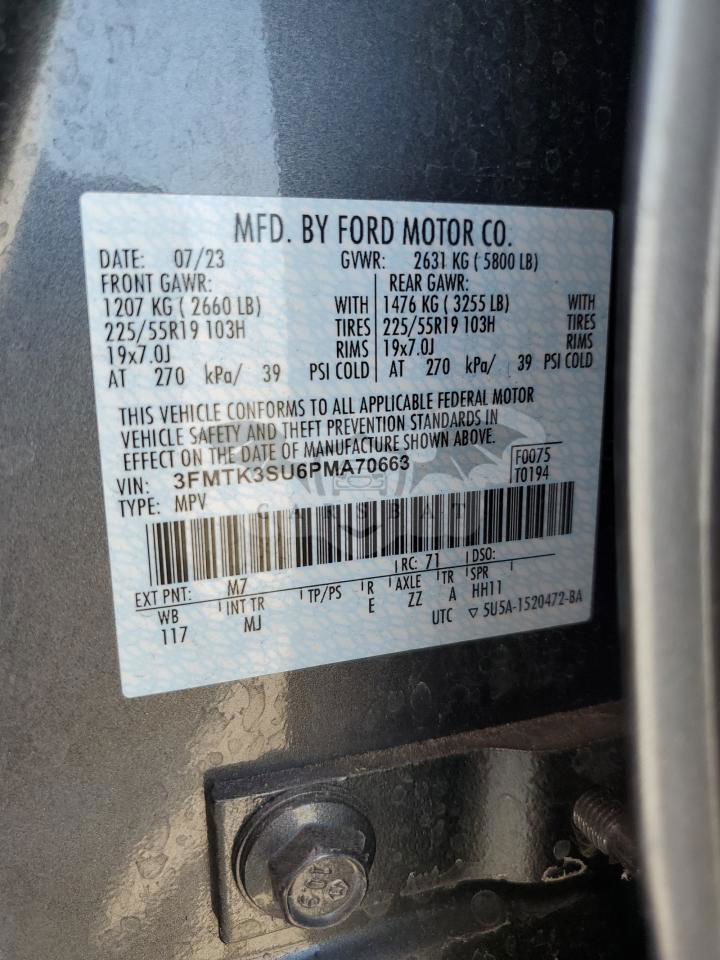 MFD. BY FORD MOTOR CO.
DATE: 07/23 GVWR: 2631 KG ( 5800 LB)
FRONT GAWR: REAR GAWR:
1207 KG ( 2660 LB) WITH 1476 KG ( 3255 LB) WITH
225/55R19 103H TIRES 225/55R19 103H TIRES
19x7.0J RIMS 19x7.0J RIMS
AT 270 kPa/ 39 PSI COLD AT 270 kPa/ 39 PSI COLD
THIS VEHICLE CONFORMS TO ALL APPLICABLE FEDERAL MOTOR
VEHICLE SAFETY AND THEFT PREVENTION STANDARDS IN
EFFECT ON THE DATE OF MANUFACTURE SHOWN ABOVE.
VIN: 3FMTK3SU6PMA70663 F0075
TYPE: MPV T0194
CARSBAT
EXT PNT: M7 RC: 71 DSO:
WB INT TR TP/PS R AXLE TR SPR
117 MJ E ZZ A HH11
UTC ▽ 5U5A-1520472-BA
10.9